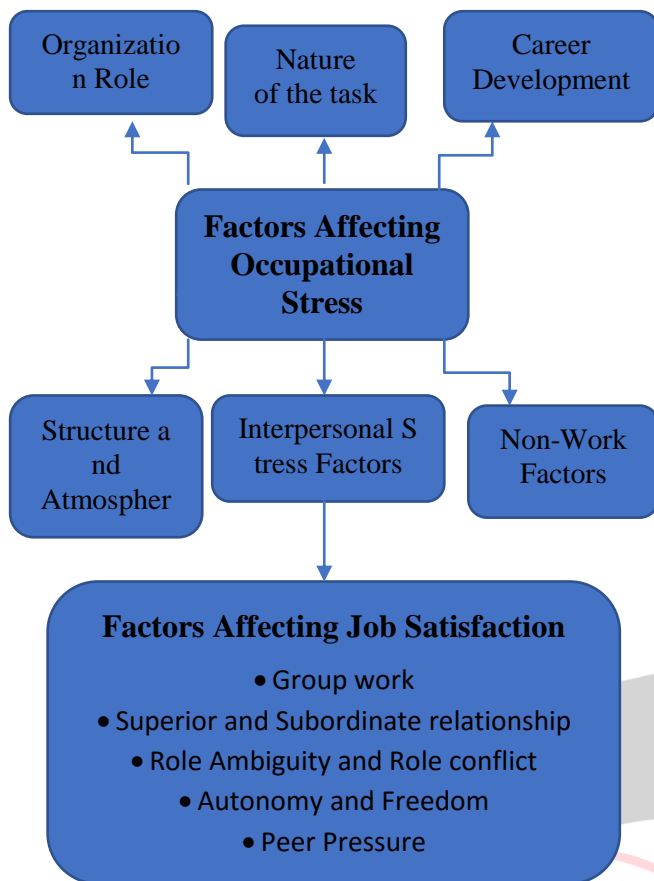 Organizatio
n Role
Nature
of the task
Career
Development
Factors Affecting
Occupational
Stress
Structure a
nd
Atmospher
Interpersonal S
tress Factors
Non-Work
Factors
Factors Affecting Job Satisfaction
• Group work
• Superior and Subordinate relationship
• Role Ambiguity and Role conflict
• Autonomy and Freedom
• Peer Pressure